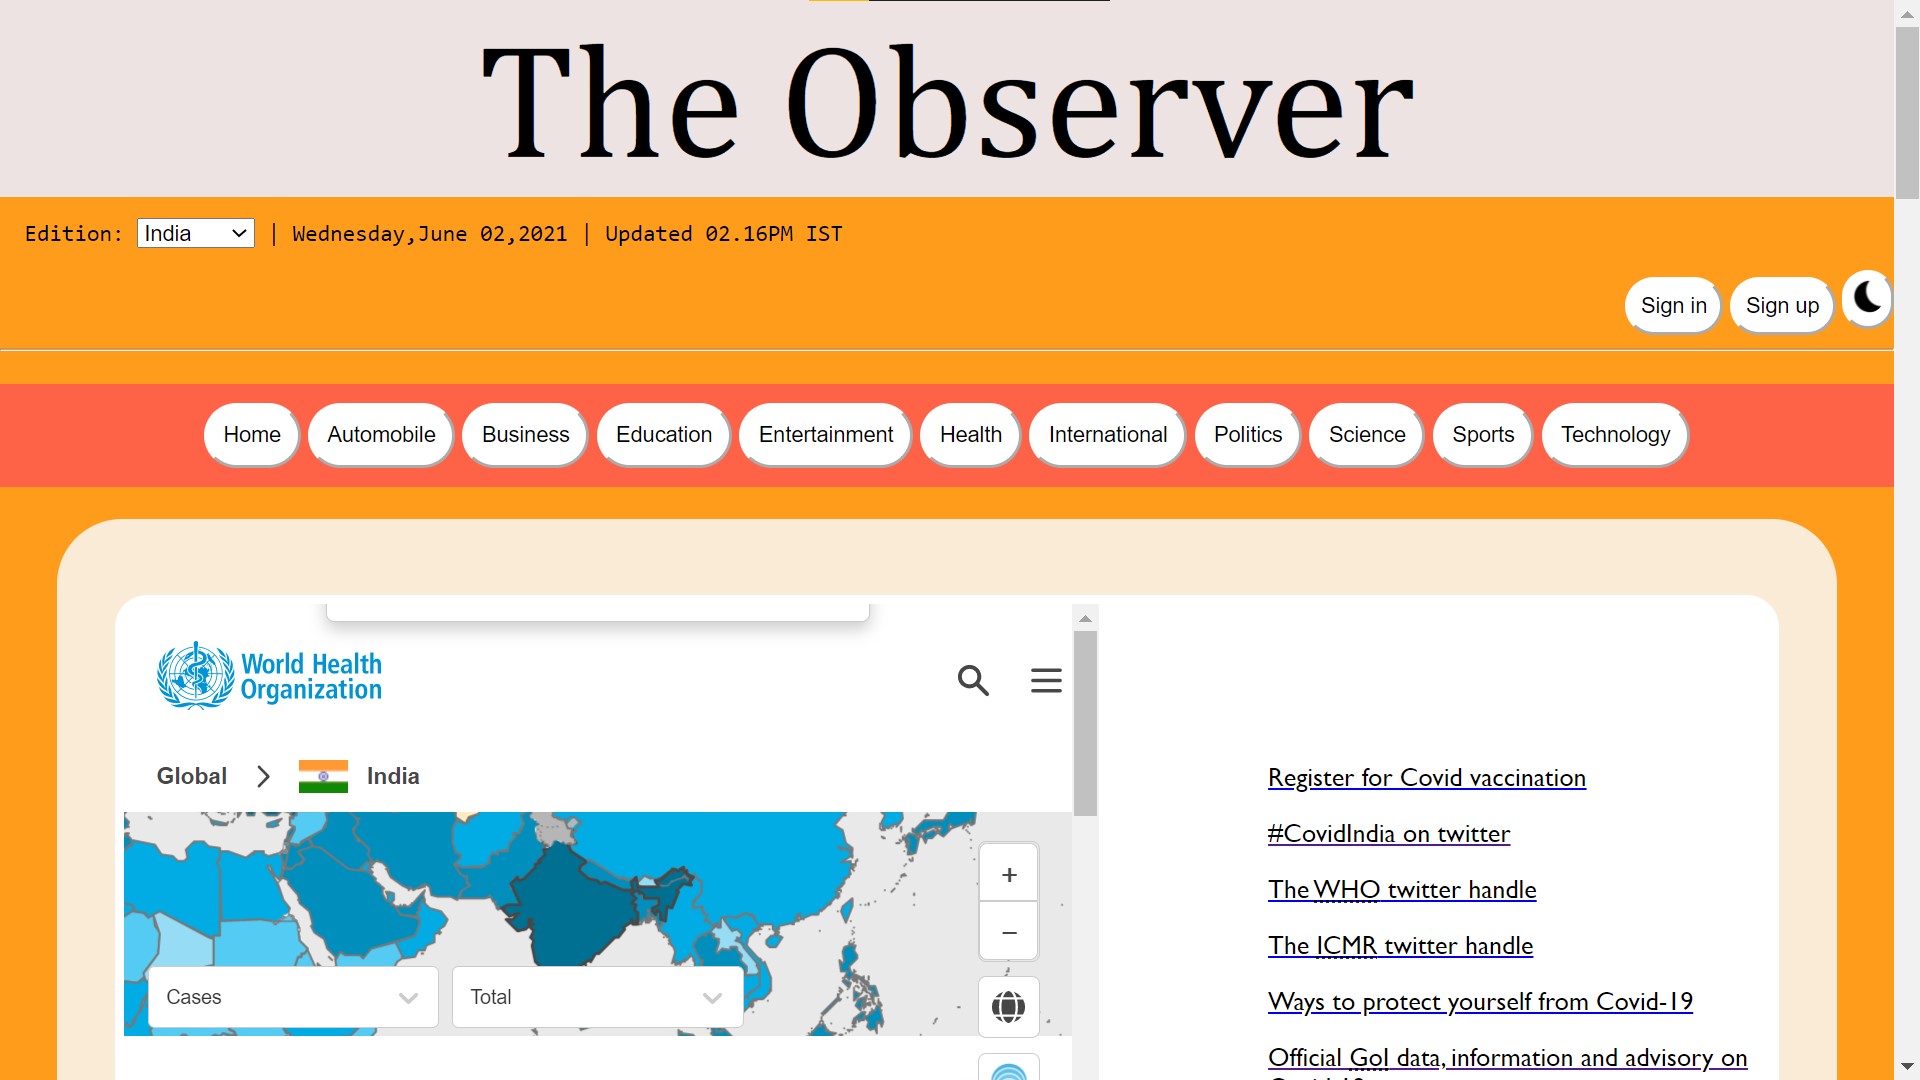 The Observer
Edition: India | Wednesday,June 02,2021 | Updated 02.16PM IST
Sign in Sign up
Home Automobile Business Education Entertainment Health International Politics Science Sports Technology
World Health
Organization
Global India
Register for Covid vaccination
#CovidIndia on twitter
The WHO twitter handle
The ICMR twitter handle
Ways to protect yourself from Covid-19
Cases Total
Official GoI data, information and advisory on